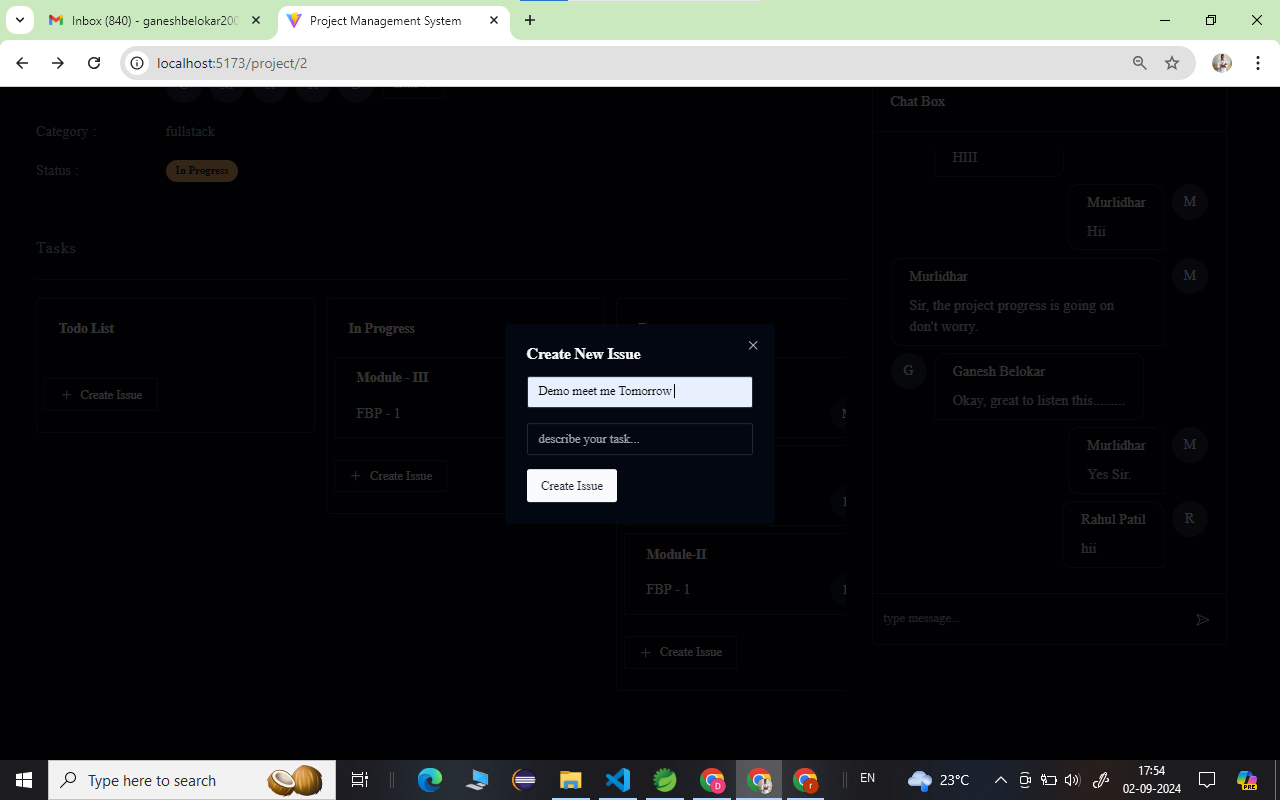 Inbox (840) - ganeshbelokar200
Project Management System
localhost:5173/project/2
Category :
fullstack
Status :
In Progress
Tasks
Todo List
Create Issue
In Progress
Module - III
FBP - 1
Create Issue
Module-II
FBP - 1
Create Issue
Create New Issue
Demo meet me Tomorrow
describe your task...
Create Issue
Chat Box
HIII
Murlidhar
M
Hii
Murlidhar
M
Sir, the project progress is going on
don't worry.
G
Ganesh Belokar
Okay, great to listen this.........
Murlidhar
M
Yes Sir.
Rahul Patil
R
hii
type message...
Type here to search
D
r
EN
23°C
17:54
02-09-2024
PRE